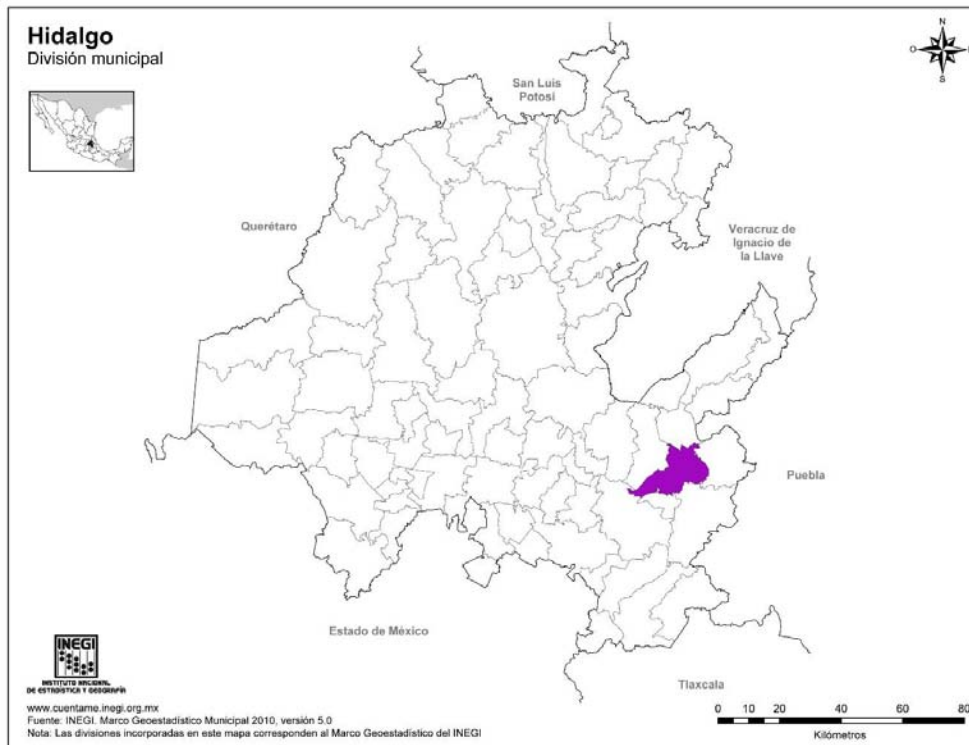 Hidalgo
División municipal
N
O
E
S
San Luis
Potosí
Querétaro
Veracruz de
Ignacio de
la Llave
Puebla
Estado de México
Tlaxcala
INEGI
INSTITUTO NACIONAL
DE ESTADÍSTICA Y GEOGRAFÍA
www.cuentame.inegi.org.mx
Fuente: INEGI. Marco Geoestadístico Municipal 2010, versión 5.0
Nota: Las divisiones incorporadas en este mapa corresponden al Marco Geoestadístico del INEGI
0 20 40 60 80
Kilómetros